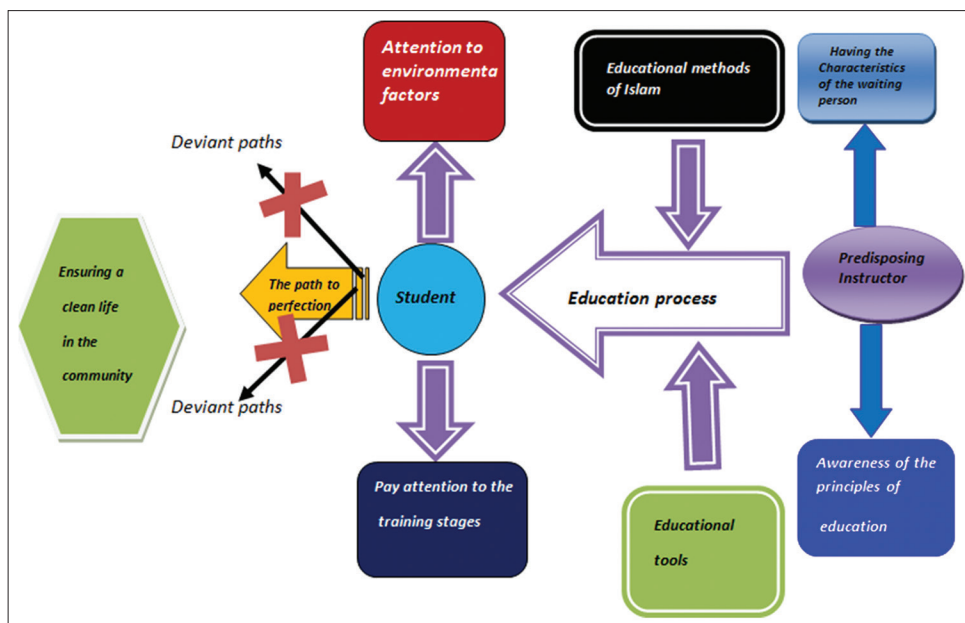 Attention to
environmenta
factors
Educational methods
of Islam
Having the
Characteristics
of the waiting
person
Deviant paths
Ensuring a
clean life
in the
community
The path to
perfection
Student
Education process
Predisposing
Instructor
Deviant paths
Pay attention to the
training stages
Educational
tools
Awareness of the
principles of
education